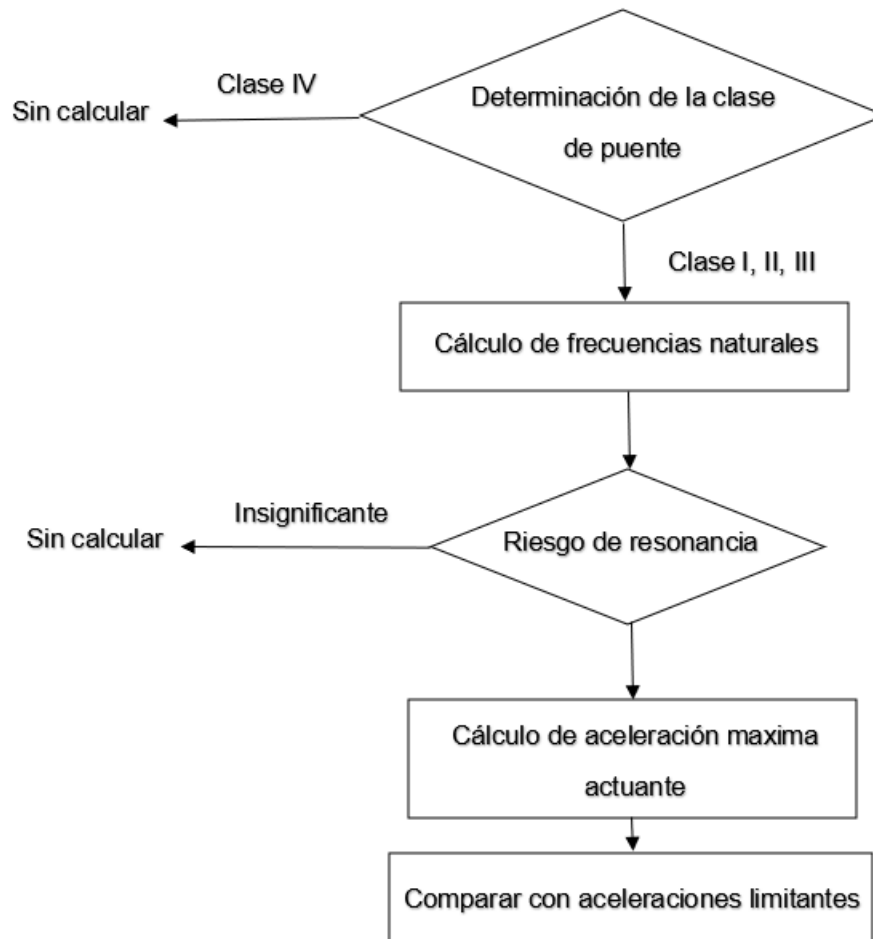 Determinación de la clase
de puente
Clase IV
Sin calcular
Clase I, II, III
Cálculo de frecuencias naturales
Riesgo de resonancia
Insignificante
Sin calcular
Cálculo de aceleración maxima
actuante
Comparar con aceleraciones limitantes